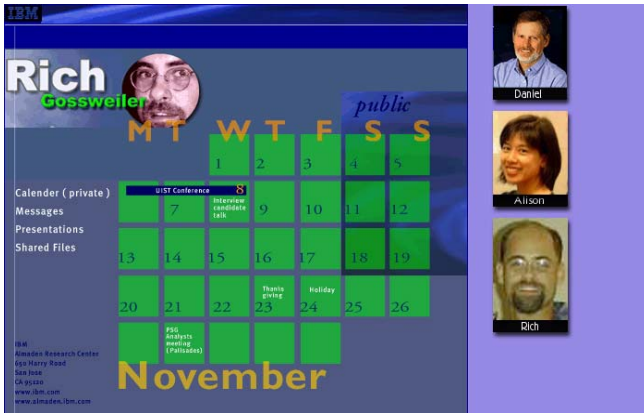 IBM
Rich
Gossweiler
public
M T W T F S S
1 2 3 4 5
UIST Conference 8
7 Interview candidate talk 9 10 11 12
13 14 15 16 17 18 19
Thanks giving Holiday
20 21 22 23 24 25 26
PSG
Analysts
meeting
(Palisades)
November
Calender ( private )
Messages
Presentations
Shared Files
IBM
Almaden Research Center
650 Harry Road
San Jose
CA 95120
www.ibm.com
www.almaden.ibm.com
Daniel
Alison
Rich